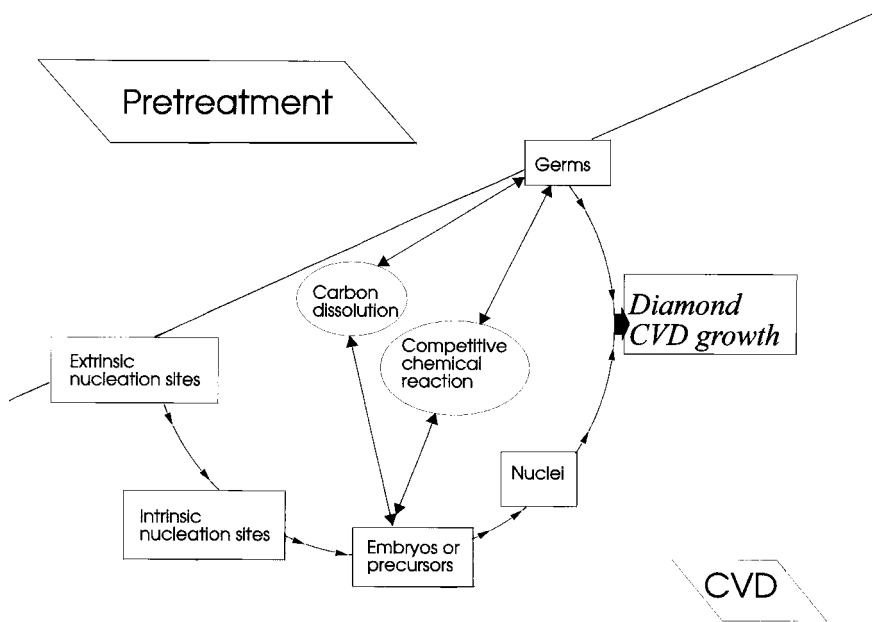 Pretreatment
Germs
Carbon
dissolution
Diamond
CVD growth
Competitive
chemical
reaction
Extrinsic
nucleation sites
Nuclei
Intrinsic
nucleation sites
Embryos or
precursors
CVD